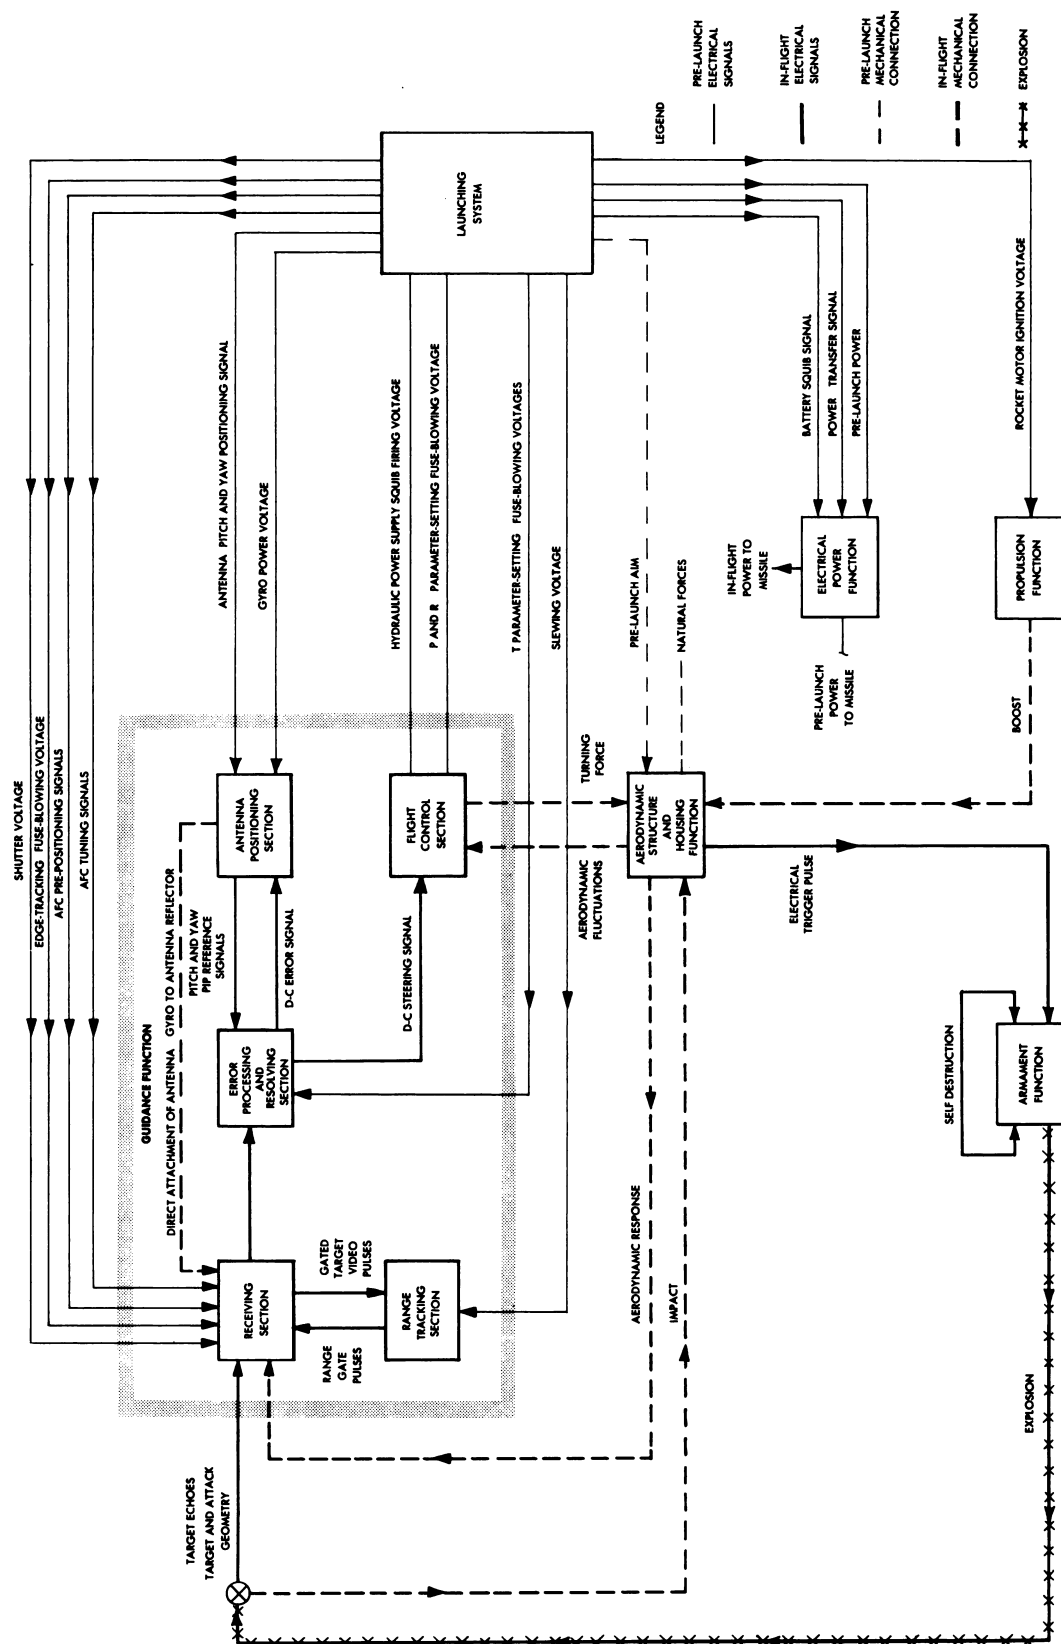 SHUTTER VOLTAGE
EDGE-TRACKING FUSE-BLOWING VOLTAGE
AFC PRE-POSITIONING SIGNALS
AFC TUNING SIGNALS
GUIDANCE FUNCTION
DIRECT ATTACHMENT OF ANTENNA GYRO TO ANTENNA REFLECTOR
PITCH AND YAW
PIP REFERENCE
SIGNALS
ANTENNA PITCH AND YAW POSITIONING SIGNAL
GYRO POWER VOLTAGE
TARGET ECHOES
TARGET AND ATTACK
GEOMETRY
RECEIVING
SECTION
ERROR
PROCESSING
AND
RESOLVING
SECTION
ANTENNA
POSITIONING
SECTION
D-C ERROR SIGNAL
GATED
TARGET
VIDEO
PULSES
RANGE
GATE
PULSES
RANGE
TRACKING
SECTION
D-C STEERING SIGNAL
FLIGHT
CONTROL
SECTION
HYDRAULIC POWER SUPPLY SQUIB FIRING VOLTAGE
P AND R PARAMETER-SETTING FUSE-BLOWING VOLTAGE
LAUNCHING
SYSTEM
T PARAMETER-SETTING FUSE-BLOWING VOLTAGES
SLEWING VOLTAGE
AERODYNAMIC
FLUCTUATIONS
TURNING
FORCE
AERODYNAMIC RESPONSE
IMPACT
AERODYNAMIC
STRUCTURE
AND
HOUSING
FUNCTION
PRE-LAUNCH AIM
NATURAL FORCES
ELECTRICAL
TRIGGER PULSE
IN-FLIGHT
POWER TO
MISSILE
PRE-LAUNCH
POWER
TO MISSILE
ELECTRICAL
POWER
FUNCTION
BATTERY SQUIB SIGNAL
POWER TRANSFER SIGNAL
PRE-LAUNCH POWER
SELF DESTRUCTION
ARMAMENT
FUNCTION
BOOST
PROPULSION
FUNCTION
ROCKET MOTOR IGNITION VOLTAGE
EXPLOSION
LEGEND
PRE-LAUNCH
ELECTRICAL
SIGNALS
IN-FLIGHT
ELECTRICAL
SIGNALS
PRE-LAUNCH
MECHANICAL
CONNECTION
IN-FLIGHT
MECHANICAL
CONNECTION
EXPLOSION